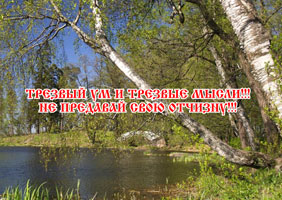 ТРЕЗВЫЙ УМ И ТРЕЗВЫЕ МЫСЛИ!!!
НЕ ПРЕДАВАЙ СВОЮ ОТЧИЗНУ!!!